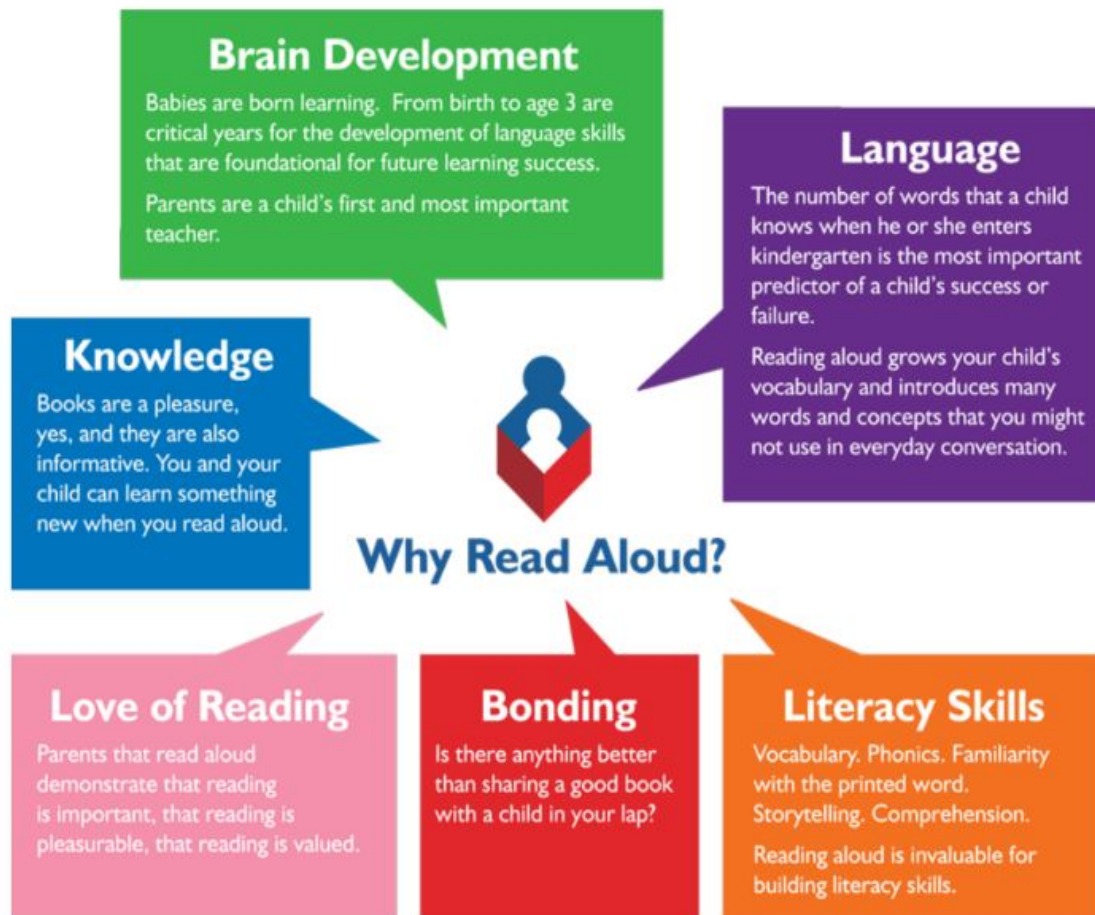 Brain Development
Babies are born learning. From birth to age 3 are
critical years for the development of language skills
that are foundational for future learning success.
Parents are a child's first and most important
teacher.
Language
The number of words that a child
knows when he or she enters
kindergarten is the most important
predictor of a child's success or
failure.
Reading aloud grows your child's
vocabulary and introduces many
words and concepts that you might
not use in everyday conversation.
Knowledge
Books are a pleasure,
yes, and they are also
informative. You and your
child can learn something
new when you read aloud.
Why Read Aloud?
Love of Reading
Parents that read aloud
demonstrate that reading
is important, that reading is
pleasurable, that reading is valued.
Bonding
Is there anything better
than sharing a good book
with a child in your lap?
Literacy Skills
Vocabulary. Phonics. Familiarity
with the printed word.
Storytelling. Comprehension.
Reading aloud is invaluable for
building literacy skills.